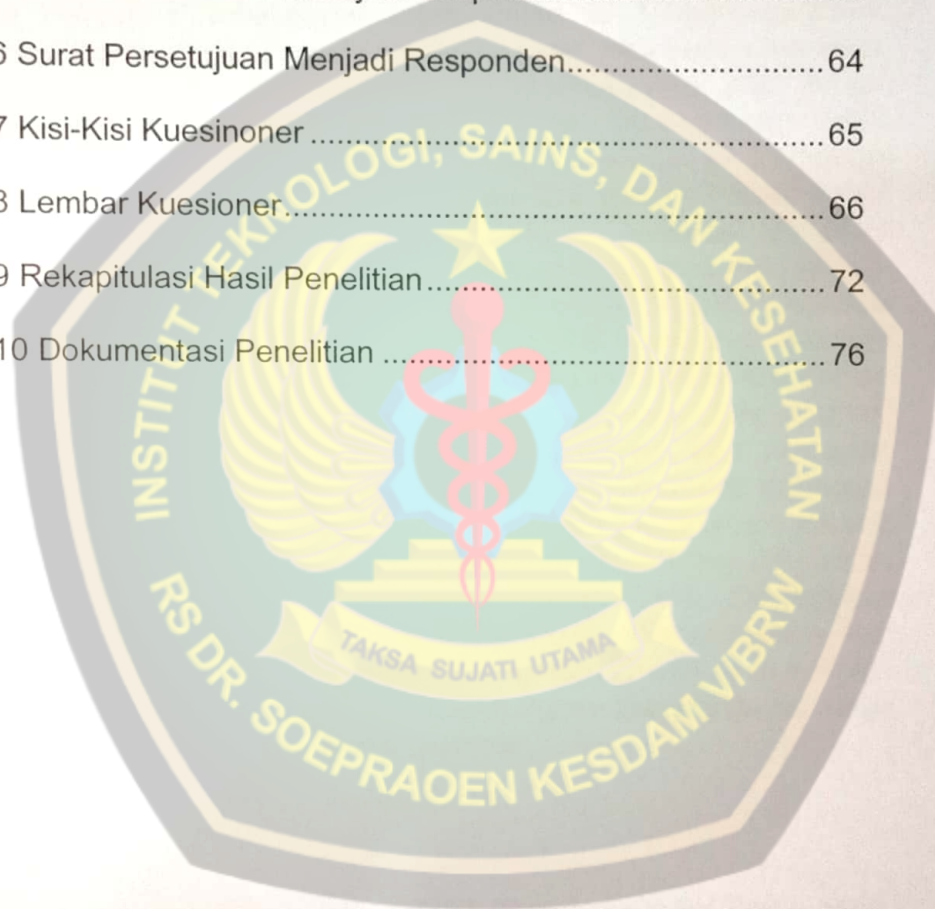 6 Surat Persetujuan Menjadi Responden............................64
7 Kisi-Kisi Kuesinoner........................................................65
8 Lembar Kuesioner...........................................................66
9 Rekapitulasi Hasil Penelitian...........................................72
10 Dokumentasi Penelitian ................................................76
INSTITUT TEKNOLOGI, SAINS, DAN KESEHATAN
TAKSA SUJATI UTAMA
RS DR. SOEPRAOEN KESDAM V/BRW